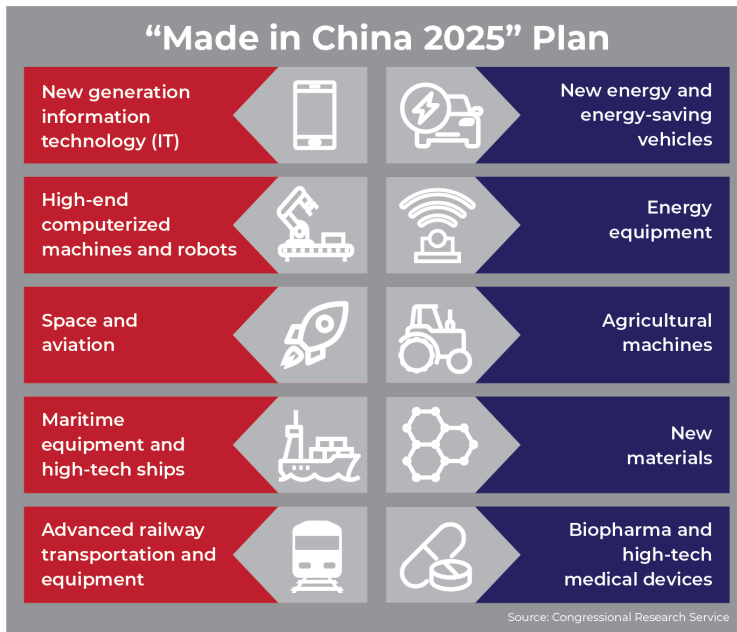 “Made in China 2025” Plan
New generation
information
technology (IT)
New energy and
energy-saving
vehicles
High-end
computerized
machines and robots
Energy
equipment
Space and
aviation
Agricultural
machines
Maritime
equipment and
high-tech ships
New
materials
Advanced railway
transportation and
equipment
Biopharma and
high-tech
medical devices
Source: Congressional Research Service